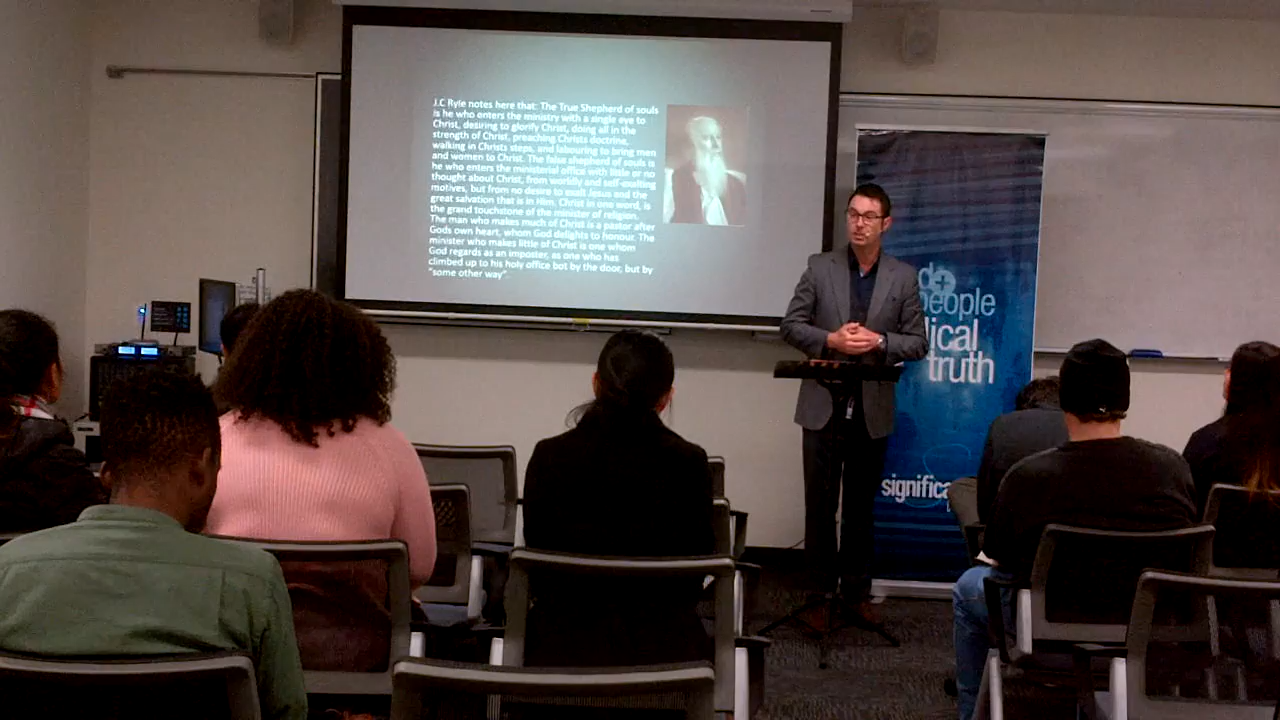 J.C Ryle notes here that: The True Shepherd of souls
is he who enters the ministry with a single eye to
Christ, desiring to glorify Christ, doing all in the
strength of Christ, preaching Christs doctrine,
walking in Christs steps, and labouring to bring men
and women to Christ. The false shepherd of souls is
he who enters the ministerial office with little or no
thought about Christ, from worldly and self-exalting
motives, but from no desire to exalt Jesus and the
great salvation that is in Him. Christ in one word, is
the grand touchstone of the minister of religion.
The man who makes much of Christ is a pastor after
Gods own heart, whom God delights to honour. The
minister who makes little of Christ is one whom
God regards as an imposter, as one who has
climbed up to his holy office bot by the door, but by
"some other way".
do+
people
lical
truth
signific